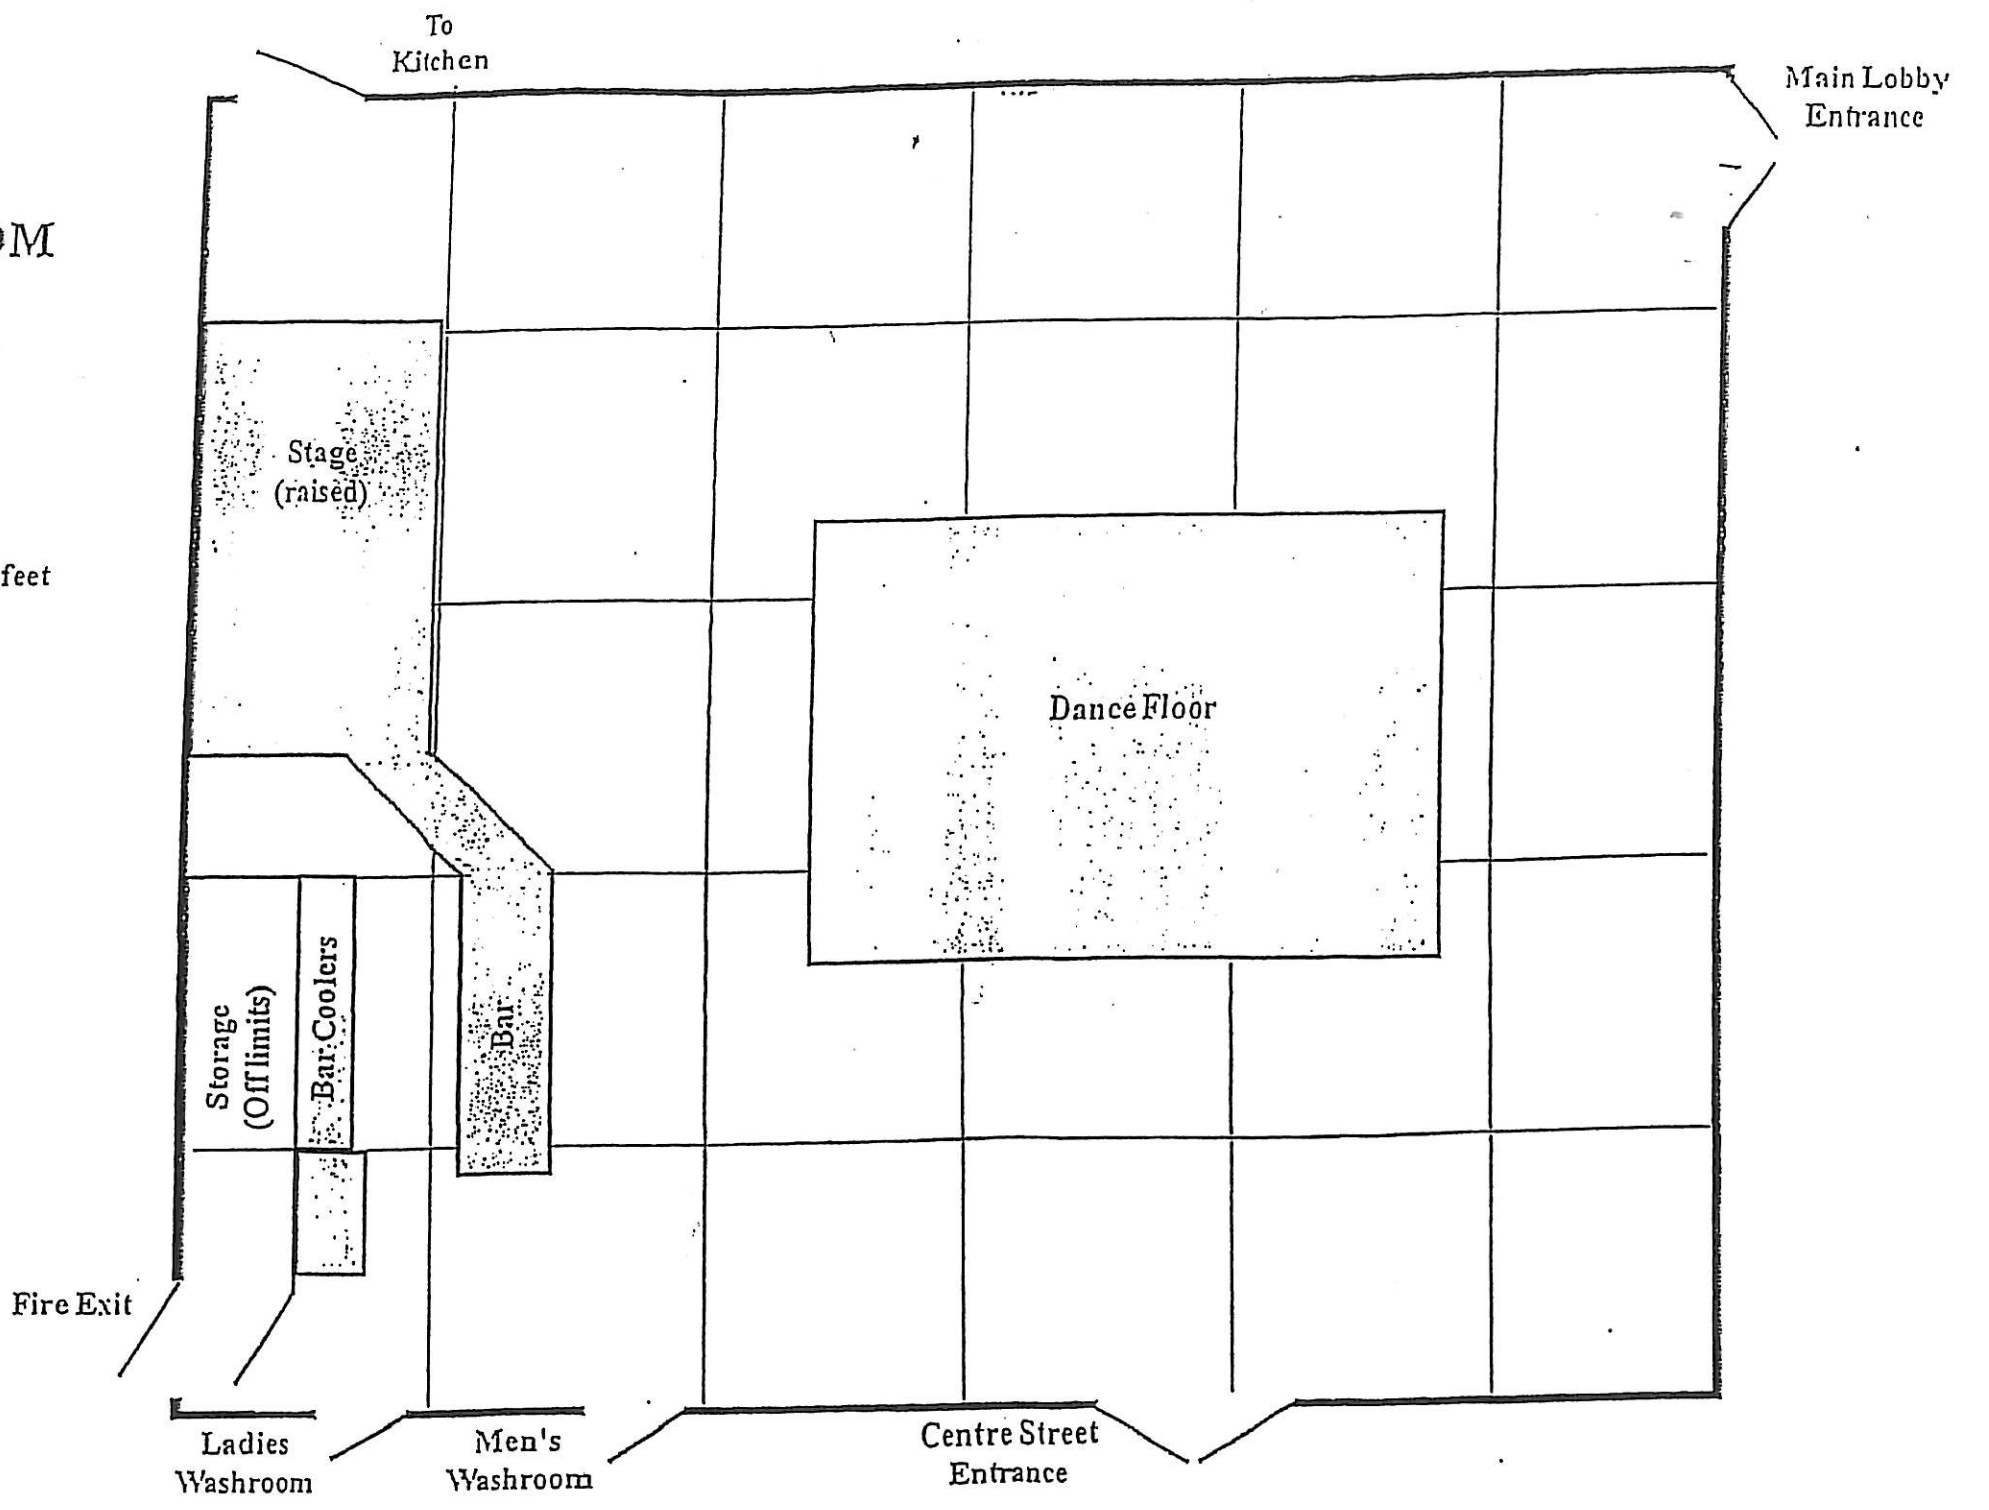 To
Kitchen
Main Lobby
Entrance
OM
Stage
(raised)
feet
Dance Floor
Storage
(Off limits)
Bar Coolers
Bar
Fire Exit
Ladies
Washroom
Men's
Washroom
Centre Street
Entrance